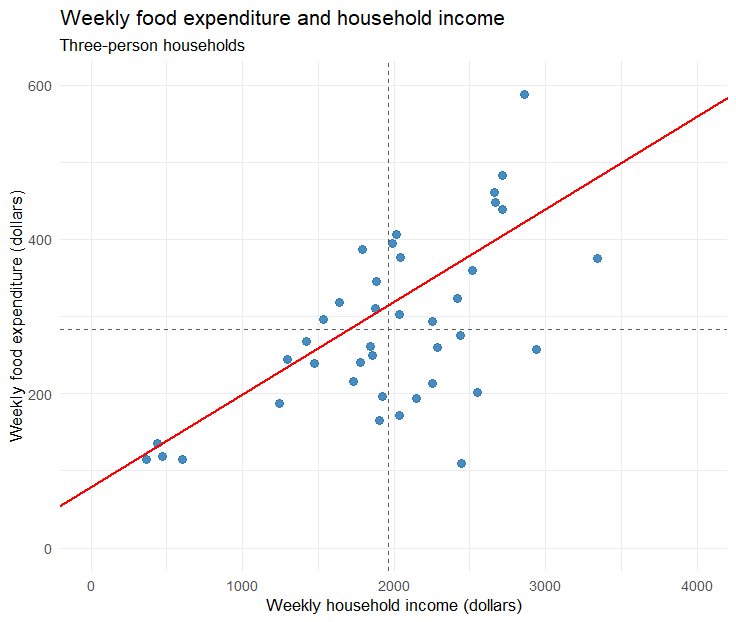 Weekly food expenditure and household income
Three-person households
Weekly food expenditure (dollars)
600
400
200
0
0 1000 2000 3000 4000
Weekly household income (dollars)